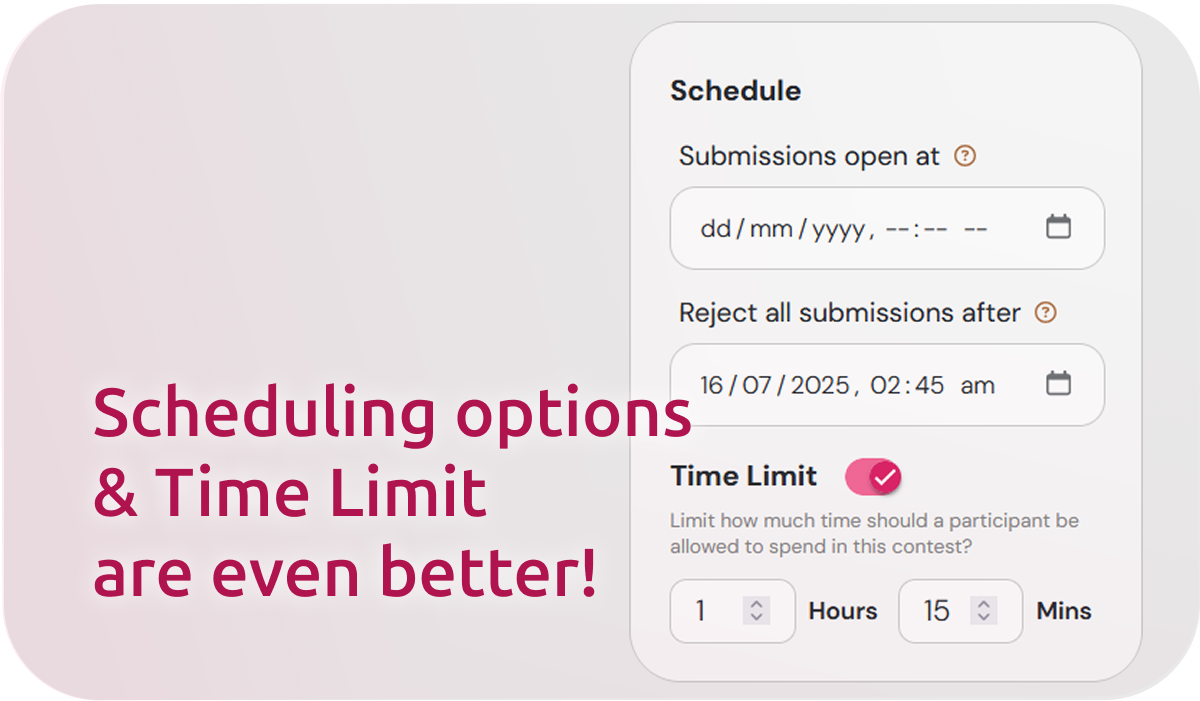 Schedule
Submissions open at ?
dd/mm/yyyy, --:-- --
Reject all submissions after ?
16/07/2025, 02:45 am
Scheduling options
& Time Limit
are even better!
Time Limit
Limit how much time should a participant be
allowed to spend in this contest?
1 Hours 15 Mins